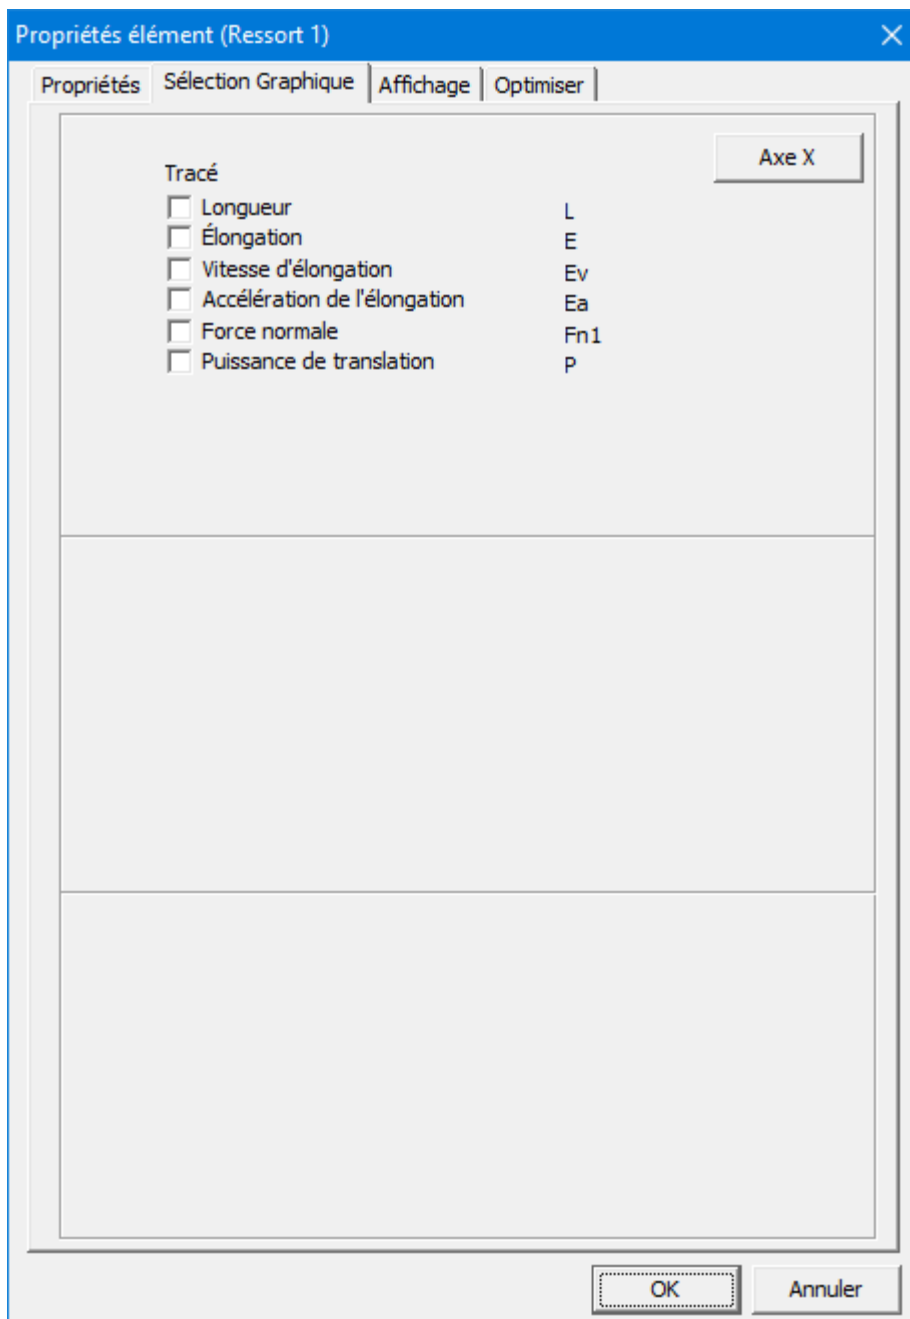 Propriétés élément (Ressort 1)
Propriétés Sélection Graphique Affichage Optimiser
Axe X
Tracé
Longueur L
Élongation E
Vitesse d'élongation Ev
Accélération de l'élongation Ea
Force normale Fn1
Puissance de translation P
OK Annuler